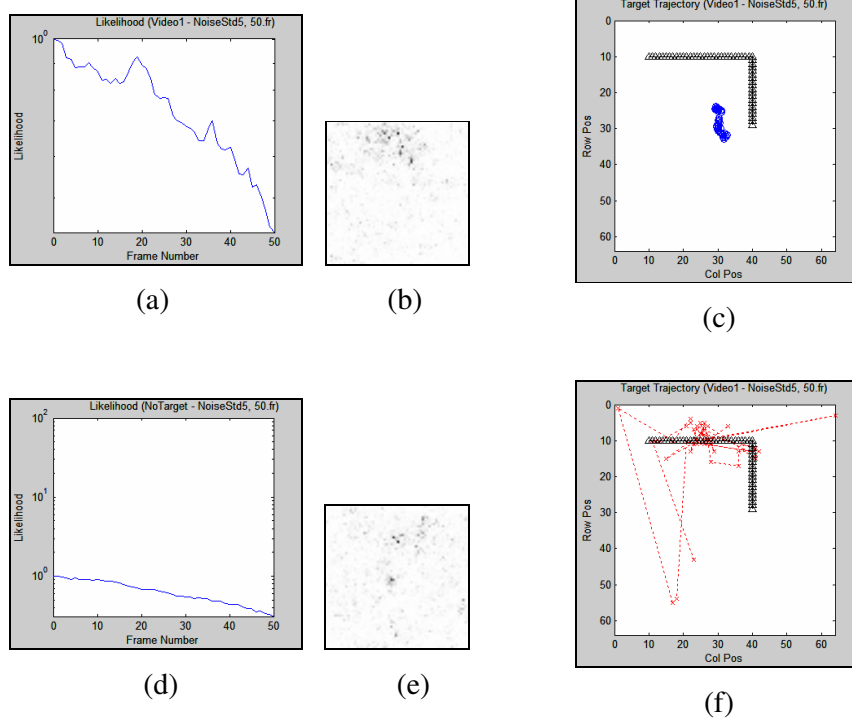 Likelihood (Video1 - NoiseStd5, 50.fr)
10^0
Likelihood
0 10 20 30 40 50
Frame Number
(a)
(b)
Target Trajectory (Video1 - NoiseStd5, 50.fr)
0
10
20
30
40
50
60
Row Pos
10 20 30 40 50 60
Col Pos
(c)
Likelihood (NoTarget - NoiseStd5, 50.fr)
10^2
10^1
10^0
Likelihood
0 10 20 30 40 50
Frame Number
(d)
(e)
Target Trajectory (Video1 - NoiseStd5, 50.fr)
0
10
20
30
40
50
60
Row Pos
0 10 20 30 40 50 60
Col Pos
(f)